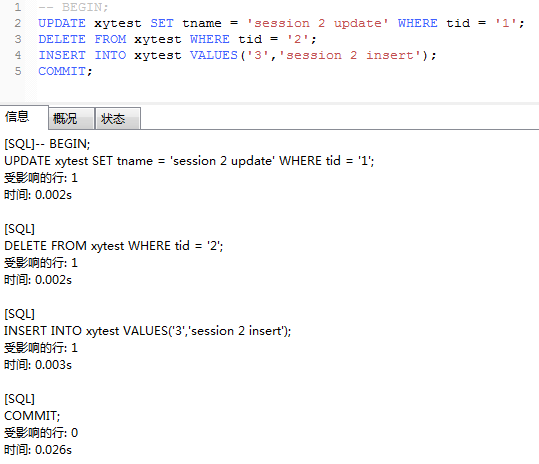 1 -- BEGIN;
2 UPDATE xytest SET tname = 'session 2 update' WHERE tid = '1';
3 DELETE FROM xytest WHERE tid = '2';
4 INSERT INTO xytest VALUES('3','session 2 insert');
5 COMMIT;
信息 概况 状态
[SQL]-- BEGIN;
UPDATE xytest SET tname = 'session 2 update' WHERE tid = '1';
受影响的行: 1
时间: 0.002s
[SQL]
DELETE FROM xytest WHERE tid = '2';
受影响的行: 1
时间: 0.002s
[SQL]
INSERT INTO xytest VALUES('3','session 2 insert');
受影响的行: 1
时间: 0.003s
[SQL]
COMMIT;
受影响的行: 0
时间: 0.026s